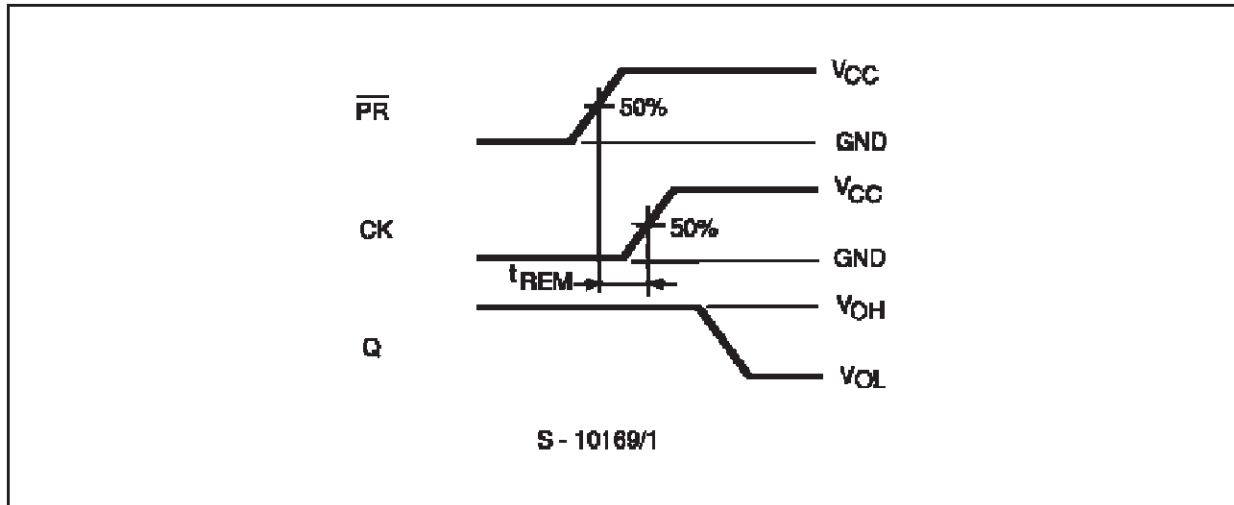 PR
VCC
50%
GND
CK
VCC
50%
GND
tREM
Q
VOH
VOL
S - 10169/1